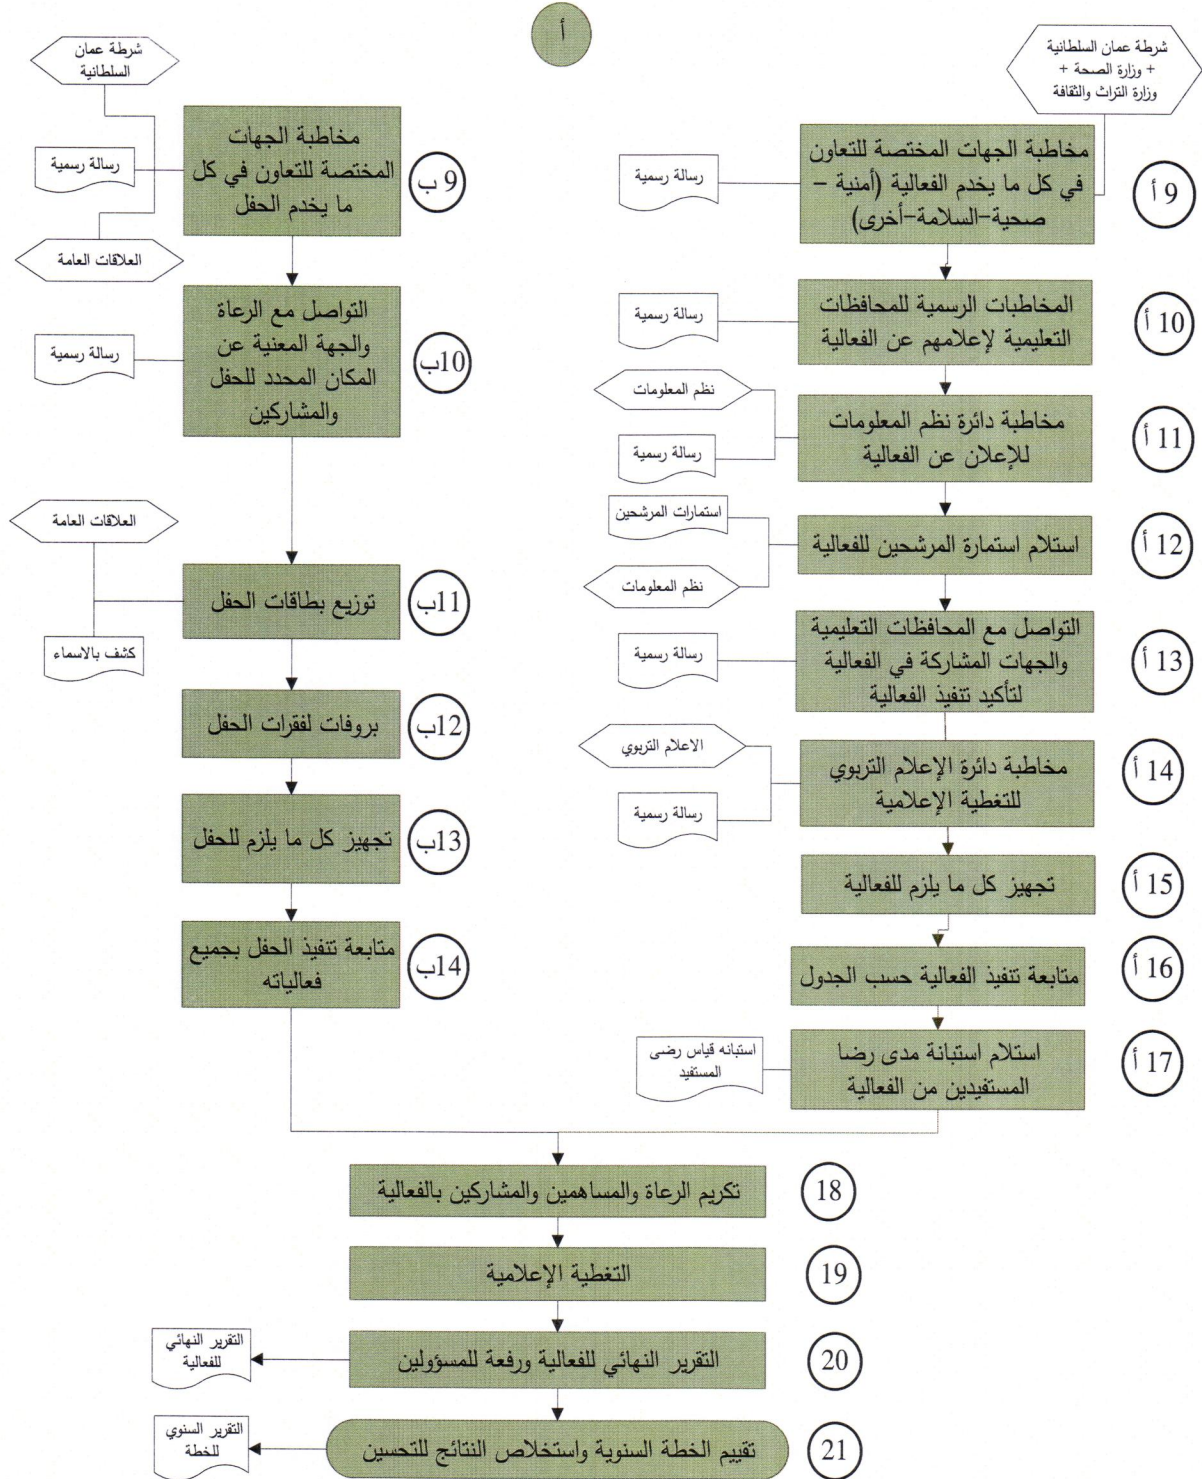 أ
شرطة عمان السلطانية
+ وزارة الصحة +
وزارة التراث والثقافة
9 أ
مخاطبة الجهات المختصة للتعاون
في كل ما يخدم الفعالية (أمنية –
صحية-السلامة-أخرى)
رسالة رسمية
10 أ
المخاطبات الرسمية للمحافظات
التعليمية لإعلامهم عن الفعالية
رسالة رسمية
11 أ
مخاطبة دائرة نظم المعلومات
للإعلان عن الفعالية
نظم المعلومات
رسالة رسمية
12 أ
استلام استمارة المرشحين للفعالية
استمارات المرشحين
نظم المعلومات
13 أ
التواصل مع المحافظات التعليمية
والجهات المشاركة في الفعالية
لتأكيد تنفيذ الفعالية
رسالة رسمية
14 أ
مخاطبة دائرة الإعلام التربوي
للتغطية الإعلامية
الاعلام التربوي
رسالة رسمية
15 أ
تجهيز كل ما يلزم للفعالية
16 أ
متابعة تنفيذ الفعالية حسب الجدول
17 أ
استلام استبانة مدى رضا
المستفيدين من الفعالية
استبانه قياس رضى
المستفيد
شرطة عمان
السلطانية
9 ب
مخاطبة الجهات
المختصة للتعاون في كل
ما يخدم الحفل
رسالة رسمية
العلاقات العامة
10ب
التواصل مع الرعاة
والجهة المعنية عن
المكان المحدد للحفل
والمشاركين
رسالة رسمية
العلاقات العامة
11ب
توزيع بطاقات الحفل
كشف بالاسماء
12ب
بروفات لفقرات الحفل
13ب
تجهيز كل ما يلزم للحفل
14ب
متابعة تنفيذ الحفل بجميع
فعالياته
18
تكريم الرعاة والمساهمين والمشاركين بالفعالية
19
التغطية الإعلامية
20
التقرير النهائي للفعالية ورفعة للمسؤولين
التقرير النهائي
للفعالية
21
تقييم الخطة السنوية واستخلاص النتائج للتحسين
التقرير السنوي
للخطة